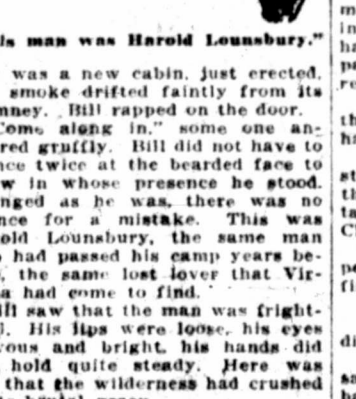 is man was Harold Lounsbury."
was a new cabin, just erected.
smoke drifted faintly from its
mney. Bill rapped on the door.
"Come along in," some one an-
red gruffly. Bill did not have to
nce twice at the bearded face to
w in whose presence he stood.
nged as he was, there was no
nce for a mistake. This was
old Lounsbury, the same man
had passed his camp years be-
, the same lost lover that Vir-
a had come to find.
ill saw that the man was fright-
d. His lips were loose, his eyes
vous and bright, his hands did
hold quite steady. Here was
that the wilderness had crushed